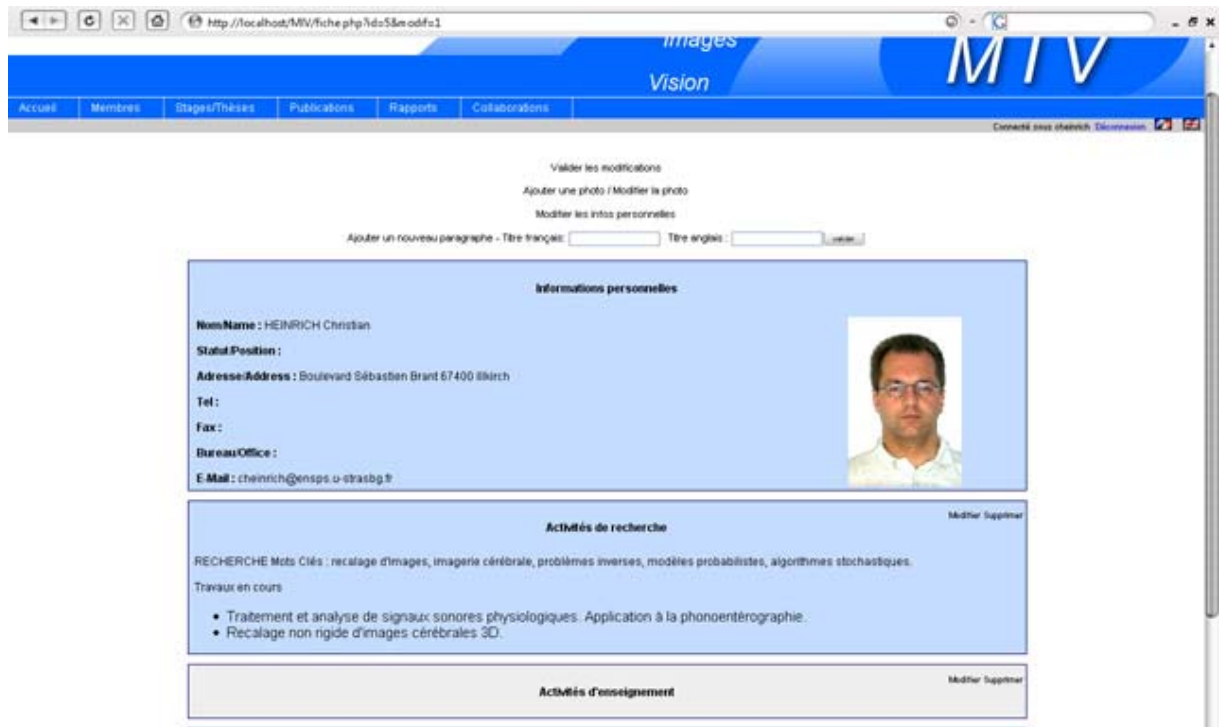 http://localhost/MIV/fiche.php?id=5&modif=1
Images
Vision
MIV
Accueil Membres Stages/Thèses Publications Rapports Collaborations
Connecté sous cheinrich Déconnexion
Valider les modifications
Ajouter une photo / Modifier la photo
Modifier les infos personnelles
Ajouter un nouveau paragraphe - Titre français: Titre anglais : valider
Informations personnelles
Nom/Name : HEINRICH Christian
Statut/Position :
Adresse/Address : Boulevard Sébastien Brant 67400 Illkirch
Tel :
Fax :
Bureau/Office :
E-Mail : cheinrich@ensps.u-strasbg.fr
Modifier Supprimer
Activités de recherche
RECHERCHE Mots Clés : recalage d'images, imagerie cérébrale, problèmes inverses, modèles probabilistes, algorithmes stochastiques.
Travaux en cours
• Traitement et analyse de signaux sonores physiologiques. Application à la phonoentérographie.
• Recalage non rigide d'images cérébrales 3D.
Modifier Supprimer
Activités d'enseignement